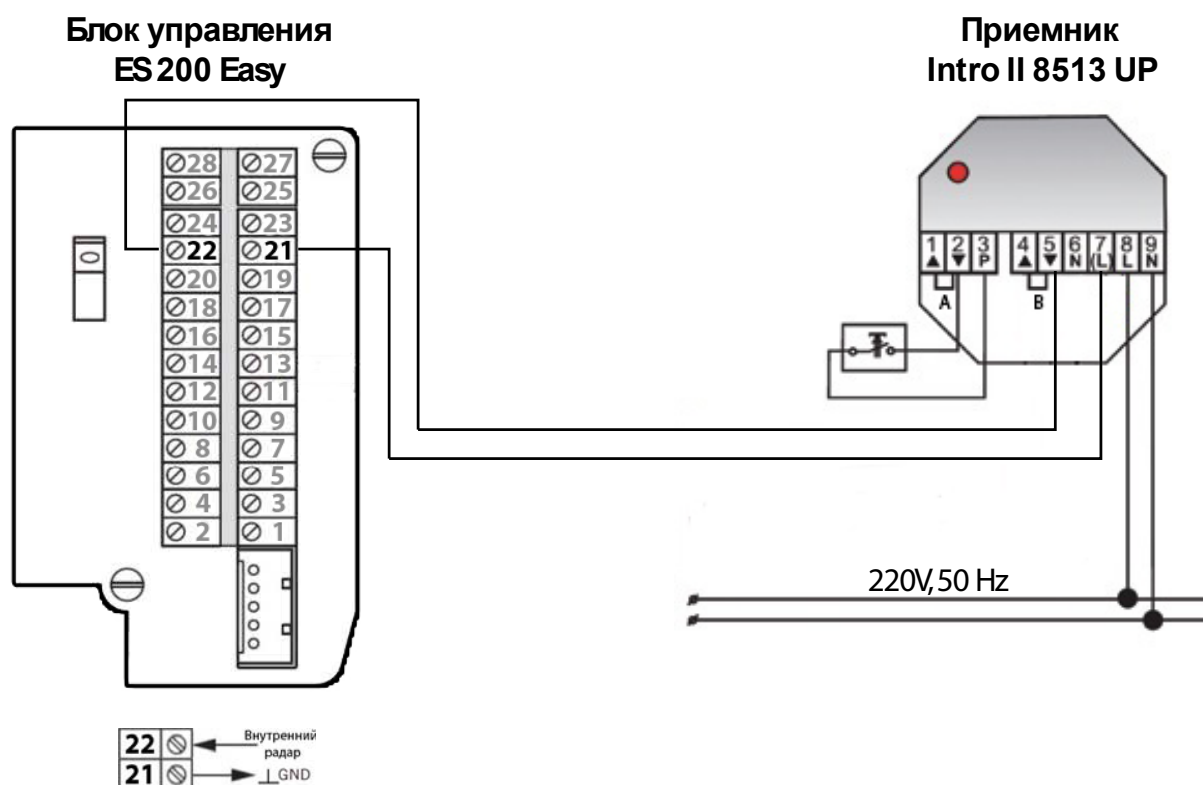 Блок управления
ES 200 Easy
Приемник
Intro II 8513 UP
28 27
26 25
24 23
22 21
20 19
18 17
16 15
14 13
12 11
10 9
8 7
6 5
4 3
2 1
1 2 3 4 5 6 7 8 9
▲ ▼ P ▲ ▼ N (L) L N
A B
220V, 50 Hz
22 Внутренний
радар
21 GND